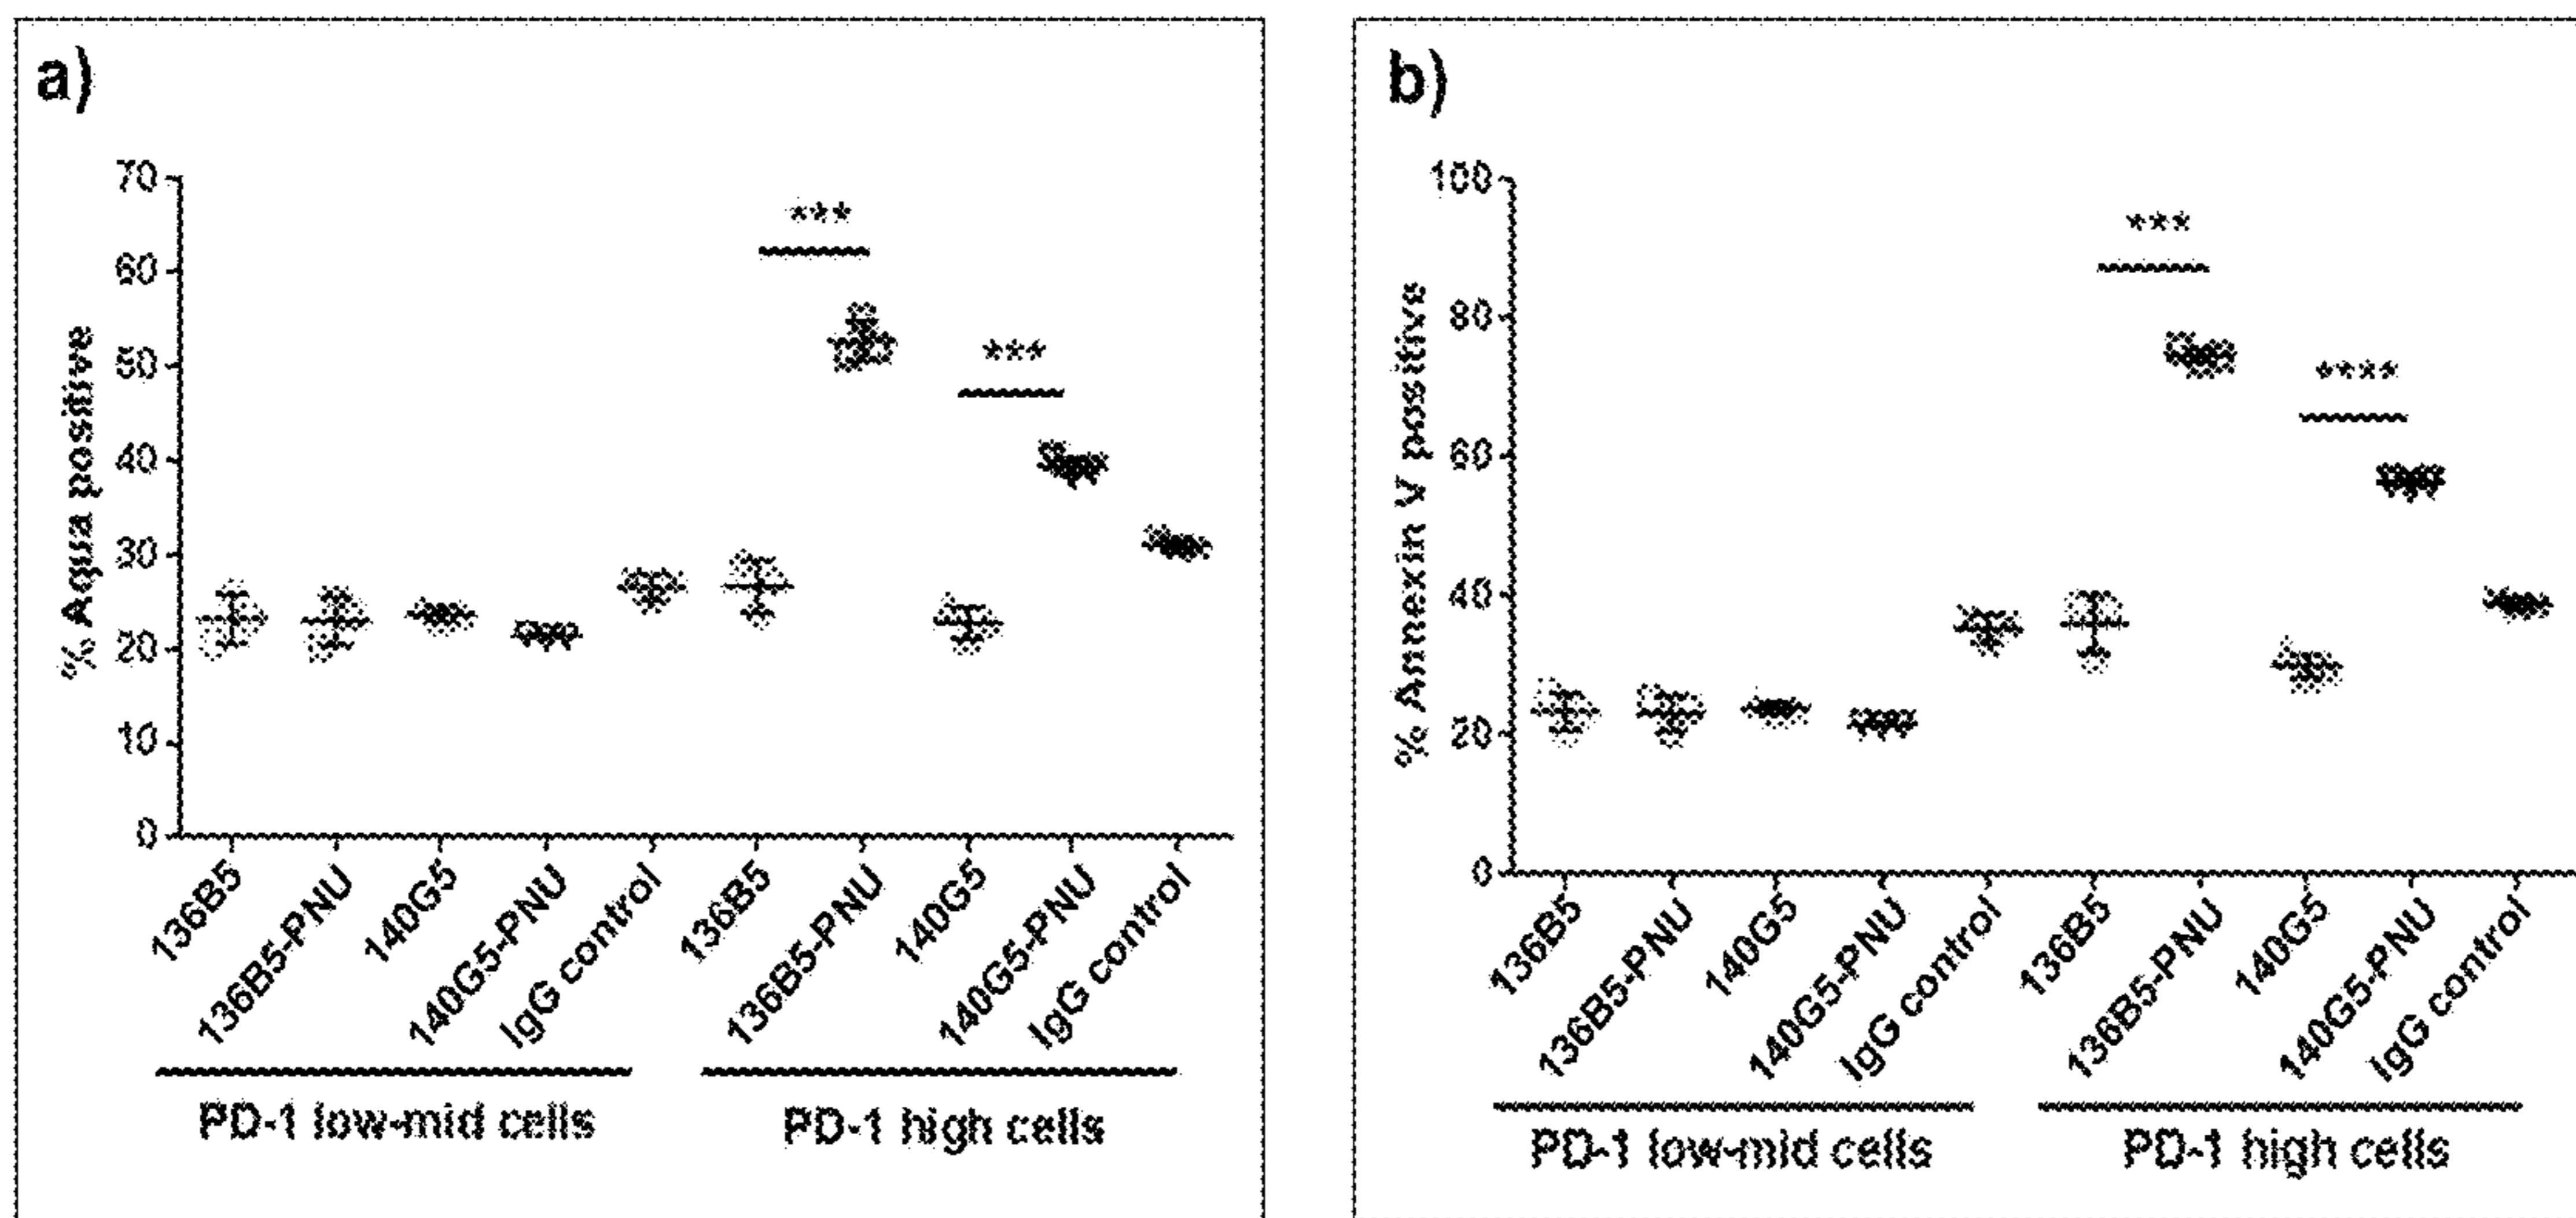 a)
% Aqua positive
70
60
50
40
30
20
10
0
***
***
136B5
136B5-PNU
140G5
140G5-PNU
IgG control
136B5
136B5-PNU
140G5
140G5-PNU
IgG control
PD-1 low-mid cells
PD-1 high cells
b)
% Annexin V positive
100
80
60
40
20
0
***
****
136B5
136B5-PNU
140G5
140G5-PNU
IgG control
136B5
136B5-PNU
140G5
140G5-PNU
IgG control
PD-1 low-mid cells
PD-1 high cells